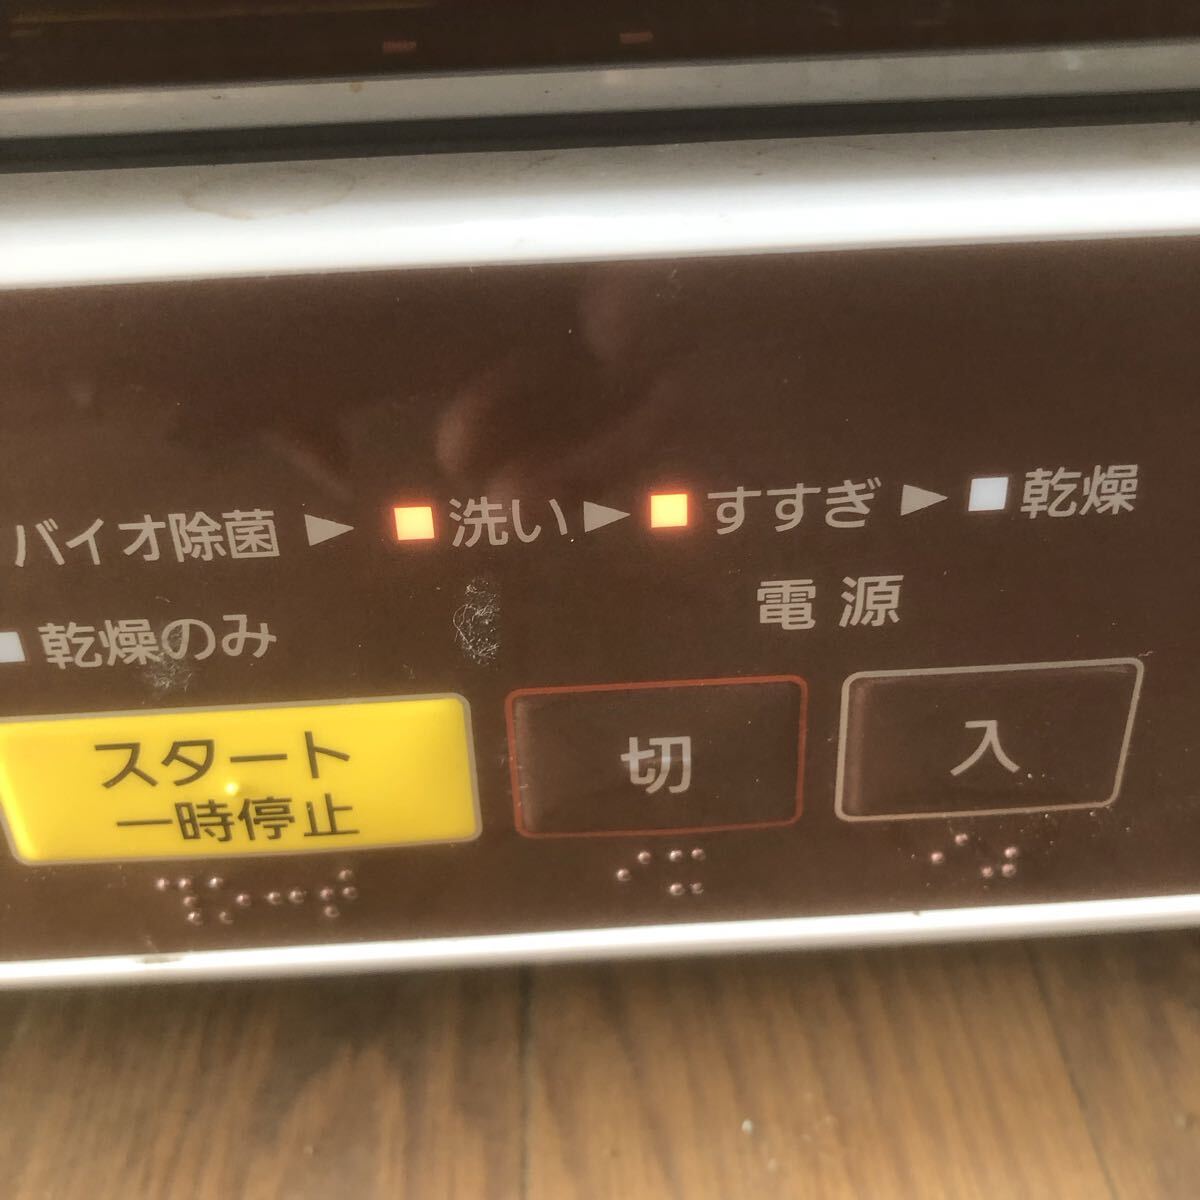 バイオ除菌 ▶ 洗い ▶ すすぎ ▶ 乾燥
乾燥のみ
電源
スタート
一時停止
切
入